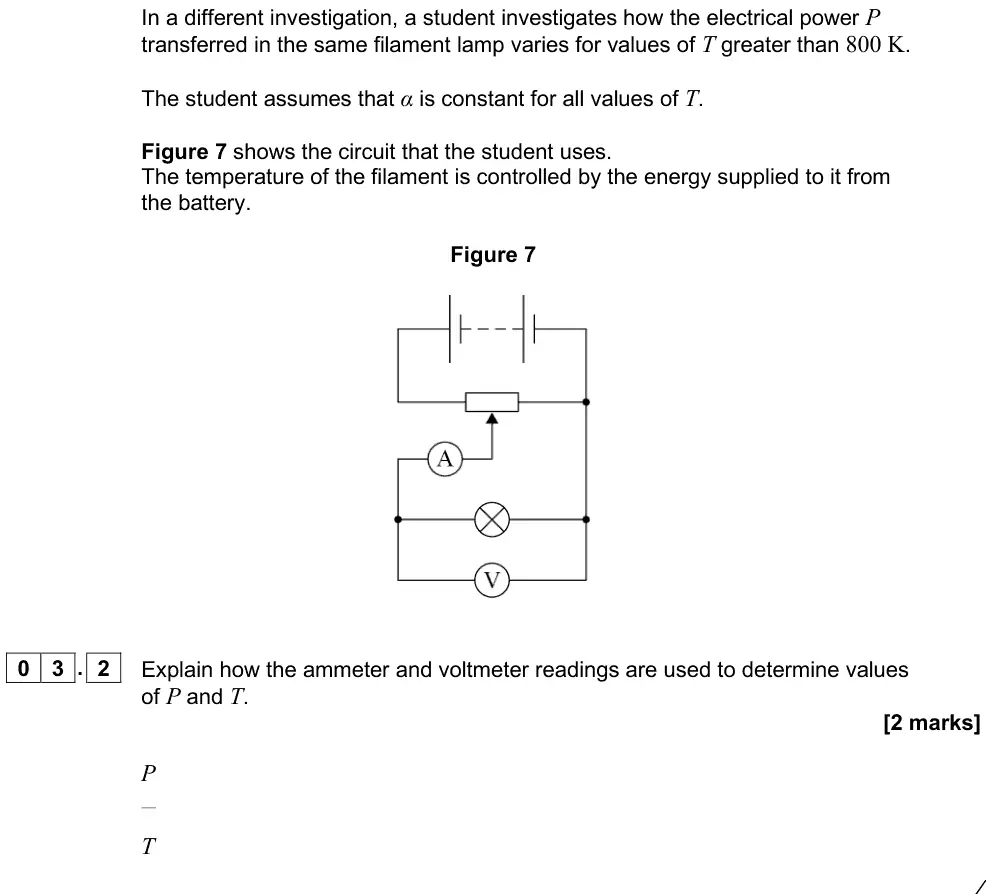 In a different investigation, a student investigates how the electrical power P
transferred in the same filament lamp varies for values of T greater than 800 K.
The student assumes that α is constant for all values of T.
Figure 7 shows the circuit that the student uses.
The temperature of the filament is controlled by the energy supplied to it from
the battery.
Figure 7
A
V
0 3 . 2 Explain how the ammeter and voltmeter readings are used to determine values
of P and T.
[2 marks]
P
T